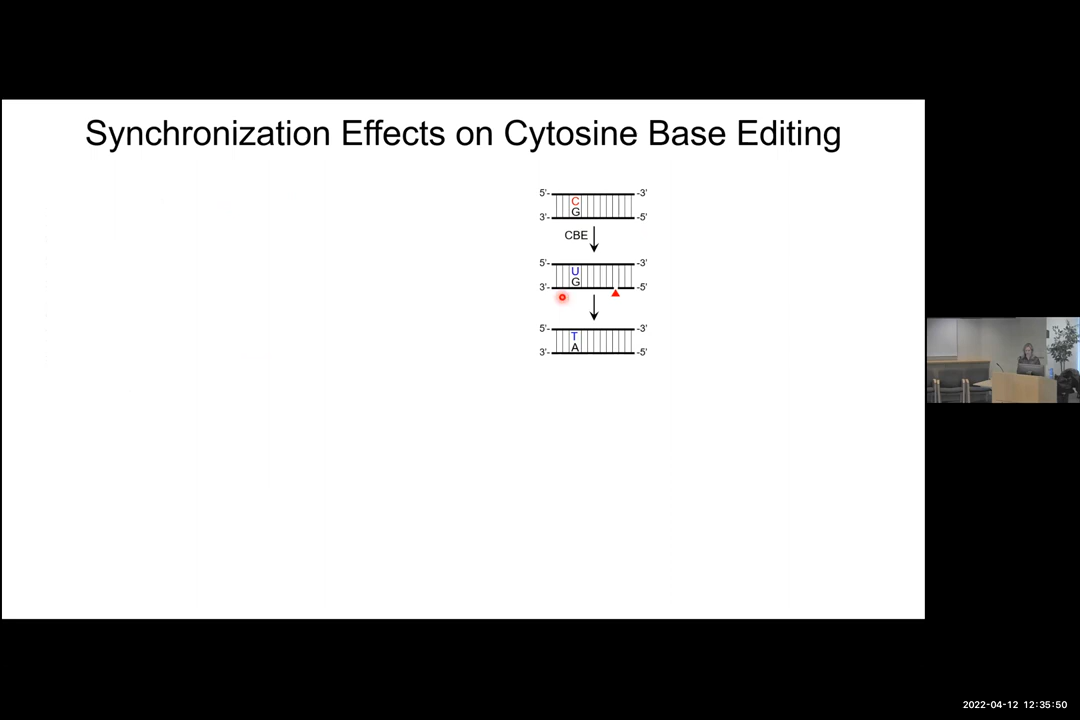 Synchronization Effects on Cytosine Base Editing
5'- -3'
C
G
3'- -5'
CBE
5'- -3'
U
G
3'- -5'
5'- -3'
T
A
3'- -5'
2022-04-12 12:35:50